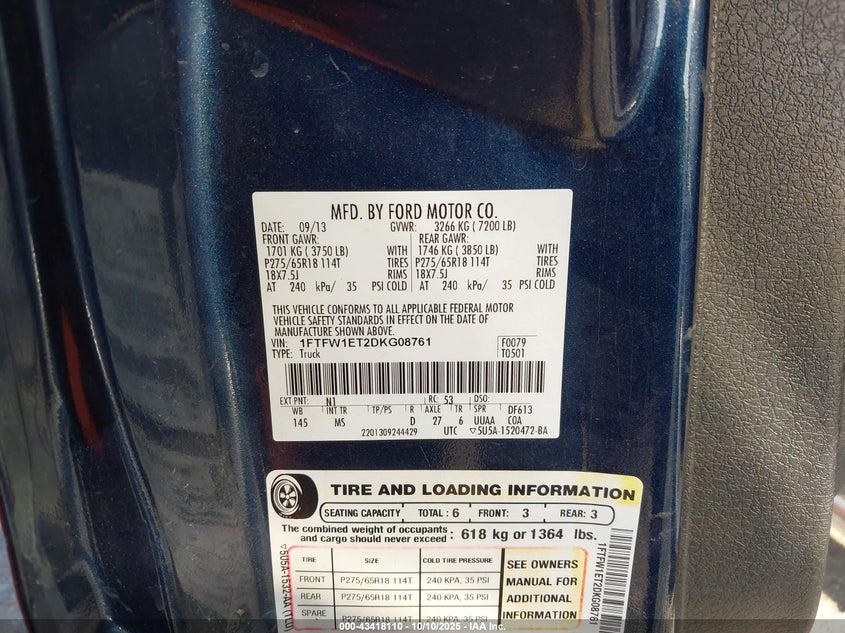 MFD. BY FORD MOTOR CO.
DATE: 09/13 GVWR: 3266 KG ( 7200 LB)
FRONT GAWR: REAR GAWR:
1701 KG ( 3750 LB) WITH 1746 KG ( 3850 LB) WITH
P275/65R18 114T TIRES P275/65R18 114T TIRES
18X7.5J RIMS 18X7.5J RIMS
AT 240 kPa/ 35 PSI COLD AT 240 kPa/ 35 PSI COLD
THIS VEHICLE CONFORMS TO ALL APPLICABLE FEDERAL MOTOR
VEHICLE SAFETY STANDARDS IN EFFECT ON THE DATE OF
MANUFACTURE SHOWN ABOVE.
VIN: 1FTFW1ET2DKG08761 F0079
TYPE: Truck T0501
EXT PNT: N1 RC: 53 DSO:
WB INT TR TP/PS R AXLE TR SPR DF613
145 MS D 27 6 UUAA COA
2201309244429 UTC ▽5U5A-1520472-BA
TIRE AND LOADING INFORMATION
SEATING CAPACITY TOTAL : 6 FRONT: 3 REAR: 3
The combined weight of occupants and cargo should never exceed : 618 kg or 1364 lbs.
TIRE SIZE COLD TIRE PRESSURE
FRONT P275/65R18 114T 240 KPA, 35 PSI
REAR P275/65R18 114T 240 KPA, 35 PSI
SPARE P275/65R18 114T 240 KPA, 35 PSI
SEE OWNERS
MANUAL FOR
ADDITIONAL
INFORMATION
1FTFW1ET2DKG08761
000-43418110 - 10/10/2025 - IAA Inc.